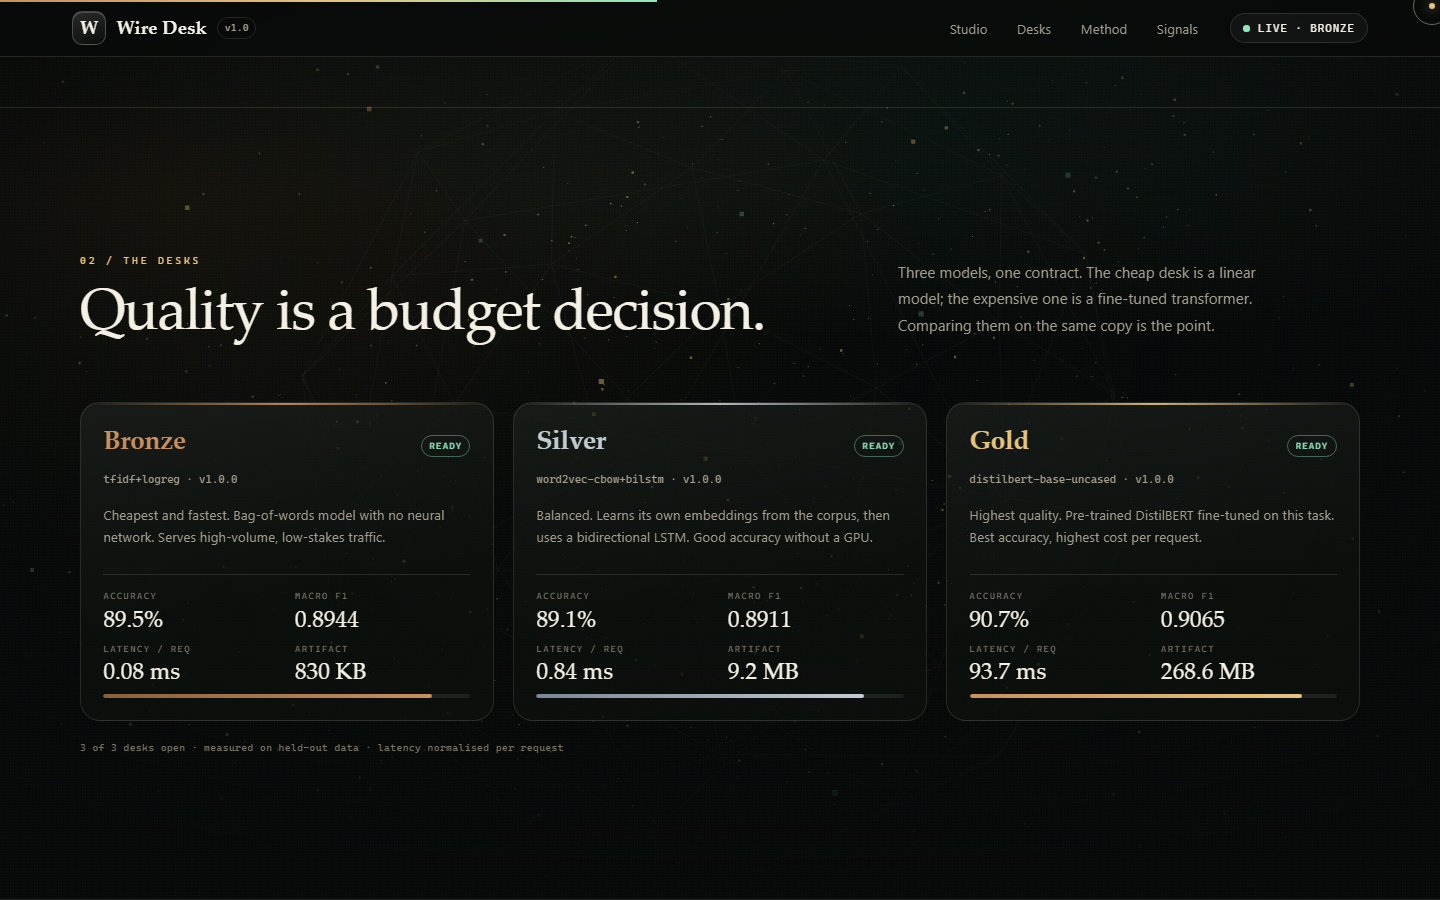 W Wire Desk v1.0 Studio Desks Method Signals LIVE · BRONZE
02 / THE DESKS
Quality is a budget decision.
Three models, one contract. The cheap desk is a linear
model; the expensive one is a fine-tuned transformer.
Comparing them on the same copy is the point.
Bronze READY
tfidf+logreg · v1.0.0
Cheapest and fastest. Bag-of-words model with no neural
network. Serves high-volume, low-stakes traffic.
ACCURACY MACRO F1
89.5% 0.8944
LATENCY / REQ ARTIFACT
0.08 ms 830 KB
Silver READY
word2vec-cbow+bilstm · v1.0.0
Balanced. Learns its own embeddings from the corpus, then
uses a bidirectional LSTM. Good accuracy without a GPU.
ACCURACY MACRO F1
89.1% 0.8911
LATENCY / REQ ARTIFACT
0.84 ms 9.2 MB
Gold READY
distilbert-base-uncased · v1.0.0
Highest quality. Pre-trained DistilBERT fine-tuned on this task.
Best accuracy, highest cost per request.
ACCURACY MACRO F1
90.7% 0.9065
LATENCY / REQ ARTIFACT
93.7 ms 268.6 MB
3 of 3 desks open · measured on held-out data · latency normalised per request